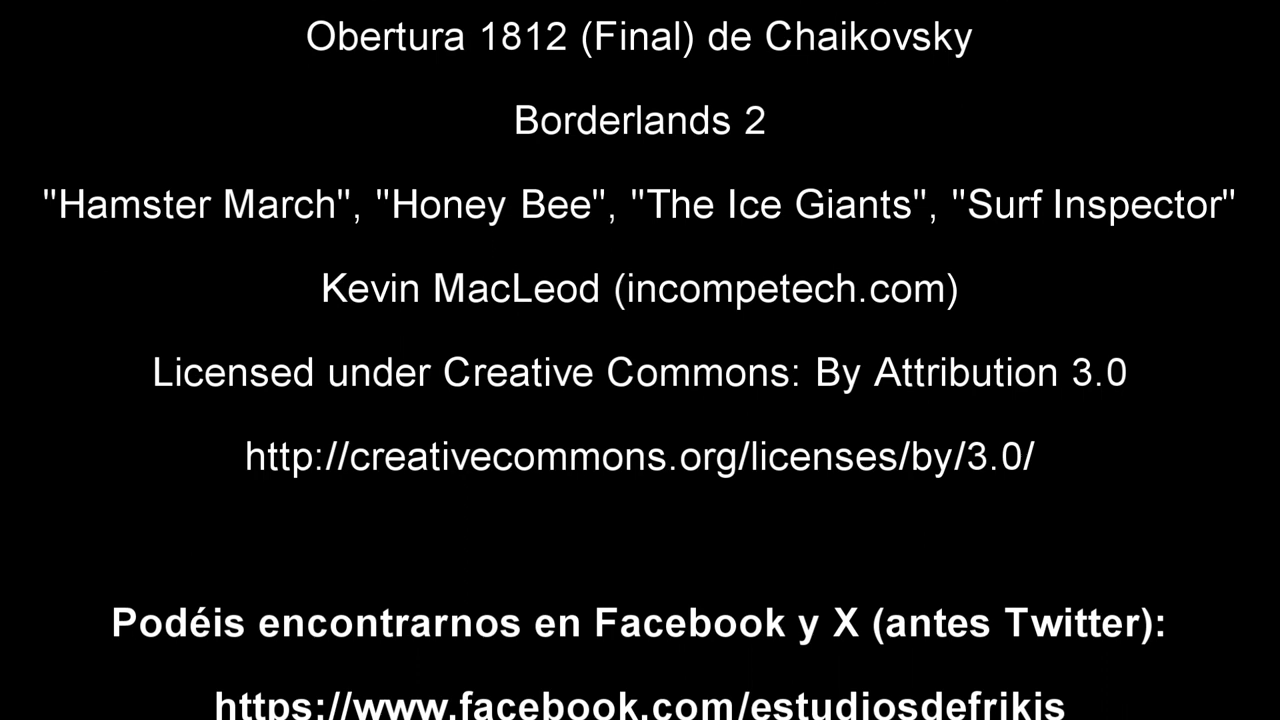 Obertura 1812 (Final) de Chaikovsky
Borderlands 2
"Hamster March", "Honey Bee", "The Ice Giants", "Surf Inspector"
Kevin MacLeod (incompetech.com)
Licensed under Creative Commons: By Attribution 3.0
http://creativecommons.org/licenses/by/3.0/
Podéis encontrarnos en Facebook y X (antes Twitter):
https://www.facebook.com/estudiosdefrikis